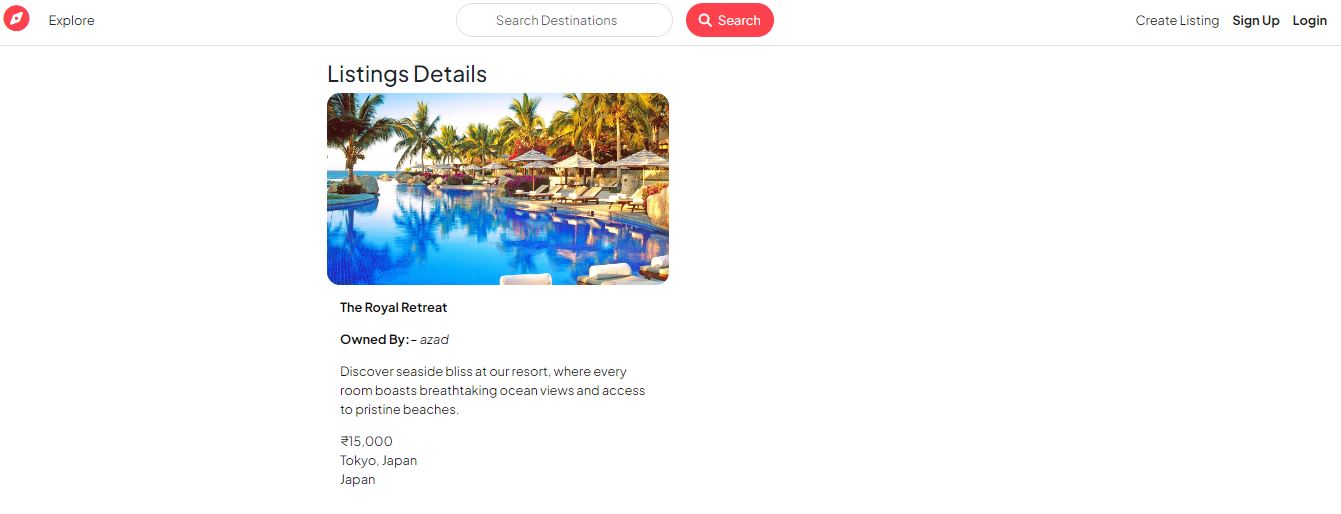 Explore
Search Destinations
Search
Create Listing
Sign Up
Login
Listings Details
The Royal Retreat
Owned By:- azad
Discover seaside bliss at our resort, where every
room boasts breathtaking ocean views and access
to pristine beaches.
₹15,000
Tokyo, Japan
Japan